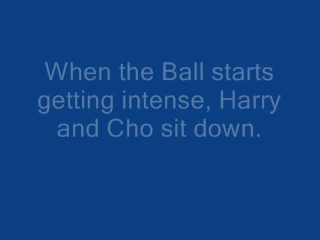 When the Ball starts
getting intense, Harry
and Cho sit down.